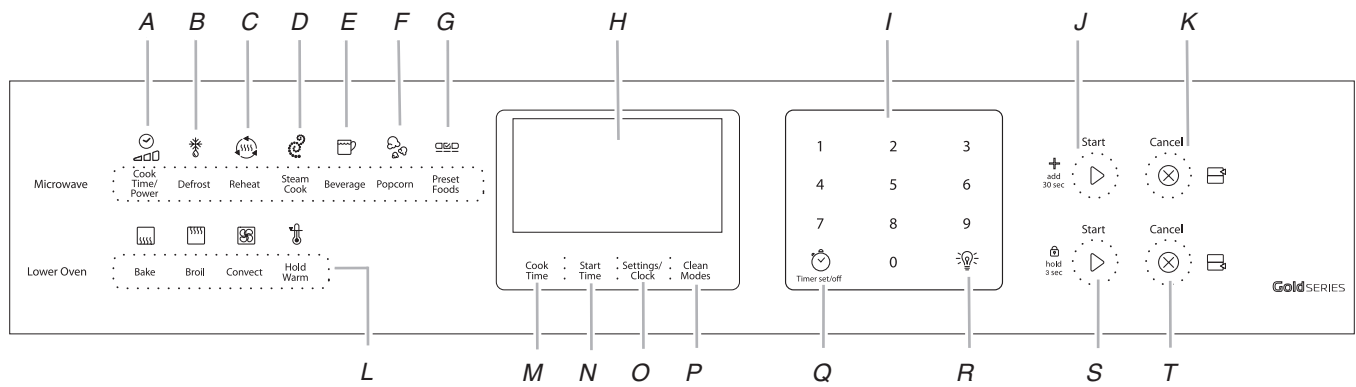 A B C D E F G H I J K
Microwave
Cook Time/ Power
Defrost
Reheat
Steam Cook
Beverage
Popcorn
Preset Foods
Lower Oven
Bake
Broil
Convect
Hold Warm
Cook Time
Start Time
Settings/ Clock
Clean Modes
1 2 3
4 5 6
7 8 9
Timer set/off
0
add 30 sec
Start
Cancel
hold 3 sec
Start
Cancel
Gold SERIES
L M N O P Q R S T